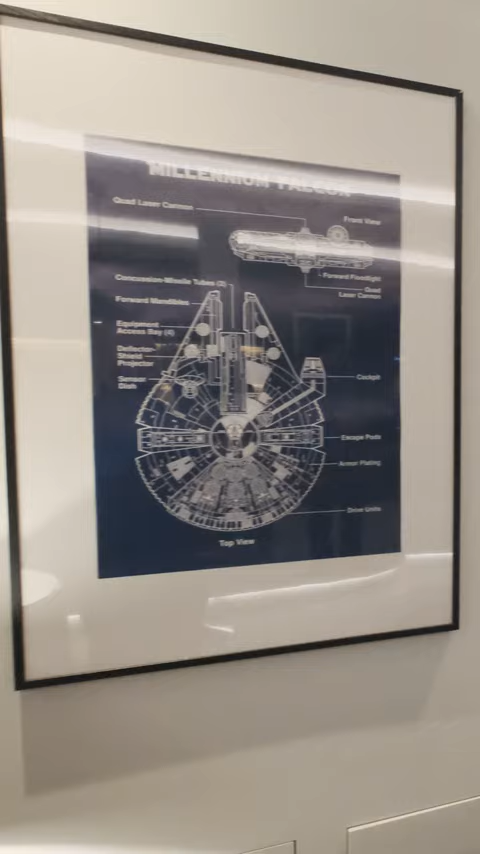 MILLENNIUM FALCON
Quad Laser Cannon
Front View
Forward Floodlight
Quad
Laser Cannon
Concussion-Missile Tubes (2)
Forward Mandibles
Equipment
Access Bay (4)
Deflector-
Shield
Projector
Sensor
Dish
Cockpit
Escape Pods
Armor Plating
Drive Units
Top View